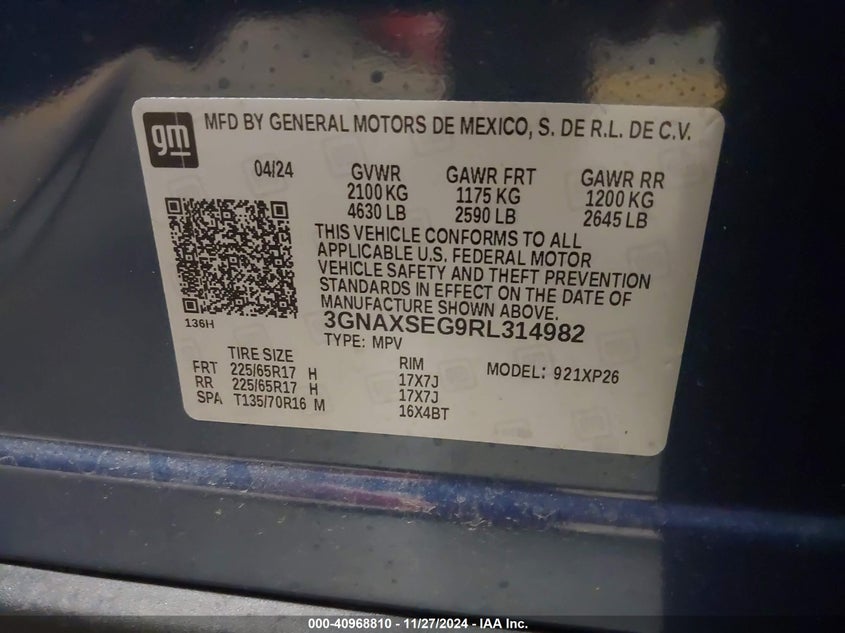 gm
MFD BY GENERAL MOTORS DE MEXICO, S. DE R.L. DE C.V.
04/24 GVWR GAWR FRT GAWR RR
2100 KG 1175 KG 1200 KG
4630 LB 2590 LB 2645 LB
THIS VEHICLE CONFORMS TO ALL
APPLICABLE U.S. FEDERAL MOTOR
VEHICLE SAFETY AND THEFT PREVENTION
STANDARDS IN EFFECT ON THE DATE OF
MANUFACTURE SHOWN ABOVE.
136H
3GNAXSEG9RL314982
TYPE: MPV
TIRE SIZE RIM MODEL: 921XP26
FRT 225/65R17 H 17X7J
RR 225/65R17 H 17X7J
SPA T135/70R16 M 16X4BT
000-40968810 - 11/27/2024 - IAA Inc.